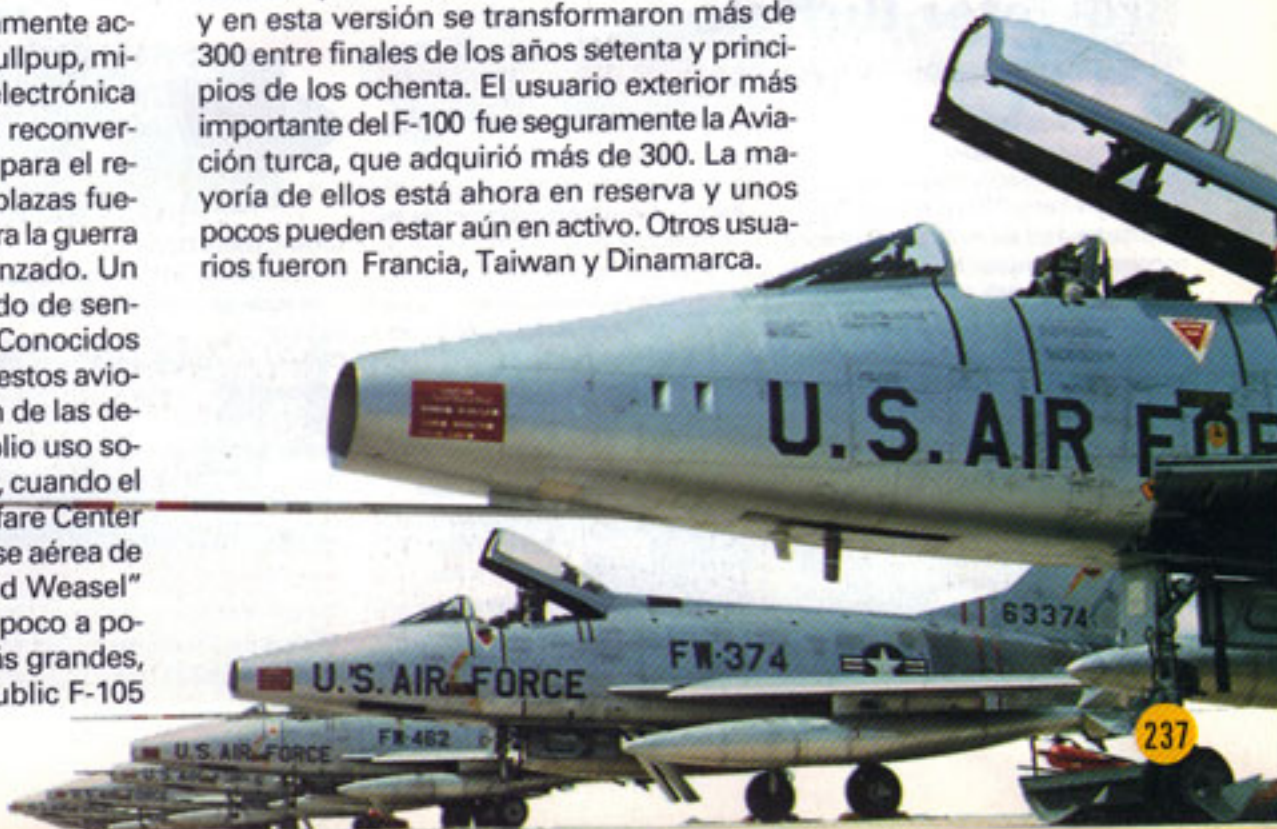 amente ac-
ullpup, mi-
electrónica
reconver-
para el re-
plazas fue-
ra la guerra
nzado. Un
do de sen-
Conocidos
estos avio-
n de las de-
olio uso so-
, cuando el
fare Center
se aérea de
d Weasel"
poco a po-
ás grandes,
ublic F-105
y en esta versión se transformaron más de
300 entre finales de los años setenta y princi-
pios de los ochenta. El usuario exterior más
importante del F-100 fue seguramente la Avia-
ción turca, que adquirió más de 300. La ma-
yoría de ellos está ahora en reserva y unos
pocos pueden estar aún en activo. Otros usua-
rios fueron Francia, Taiwan y Dinamarca.
U.S. AIR FOR
63374
FW-374
U.S. AIR FORCE
FW-462
U.S. AIR FORCE
237